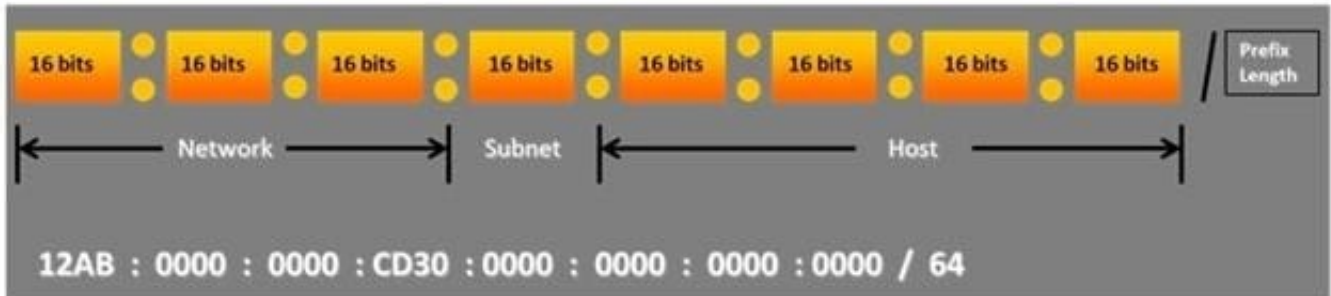 16 bits : 16 bits : 16 bits : 16 bits : 16 bits : 16 bits : 16 bits : 16 bits / Prefix
Length
Network Subnet Host
12AB : 0000 : 0000 : CD30 : 0000 : 0000 : 0000 : 0000 / 64